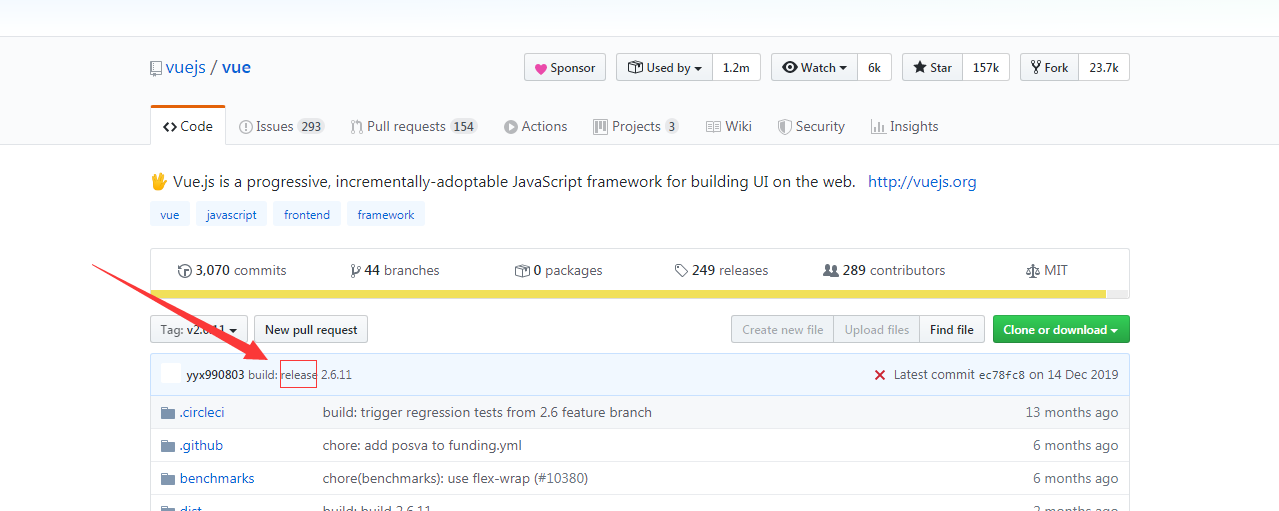 vuejs / vue Sponsor Used by 1.2m Watch 6k Star 157k Fork 23.7k
Code Issues 293 Pull requests 154 Actions Projects 3 Wiki Security Insights
Vue.js is a progressive, incrementally-adoptable JavaScript framework for building UI on the web. http://vuejs.org
vue javascript frontend framework
3,070 commits 44 branches 0 packages 249 releases 289 contributors MIT
Tag: v2.6.11 New pull request Create new file Upload files Find file Clone or download
yyx990803 build: release 2.6.11 Latest commit ec78fc8 on 14 Dec 2019
.circleci build: trigger regression tests from 2.6 feature branch 13 months ago
.github chore: add posva to funding.yml 6 months ago
benchmarks chore(benchmarks): use flex-wrap (#10380) 6 months ago
dist build: build 2.6.11 2 months ago